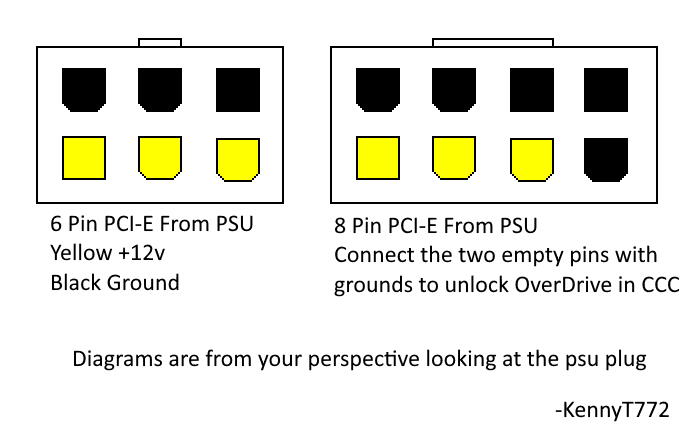 6 Pin PCI-E From PSU
Yellow +12v
Black Ground
8 Pin PCI-E From PSU
Connect the two empty pins with
grounds to unlock OverDrive in CCC
Diagrams are from your perspective looking at the psu plug
-KennyT772